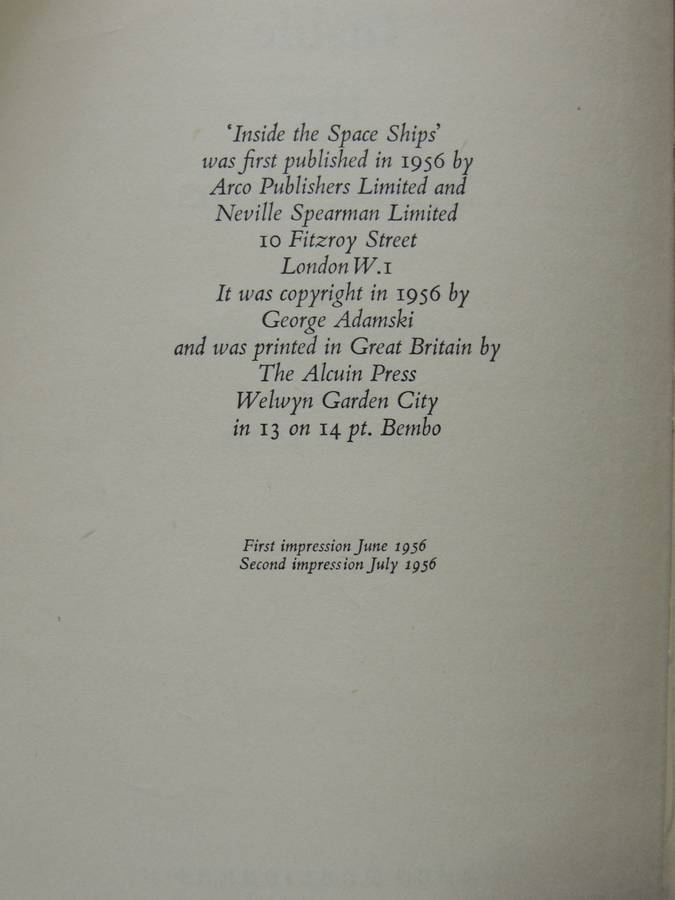 ‘Inside the Space Ships’
was first published in 1956 by
Arco Publishers Limited and
Neville Spearman Limited
10 Fitzroy Street
London W.1
It was copyright in 1956 by
George Adamski
and was printed in Great Britain by
The Alcuin Press
Welwyn Garden City
in 13 on 14 pt. Bembo
First impression June 1956
Second impression July 1956